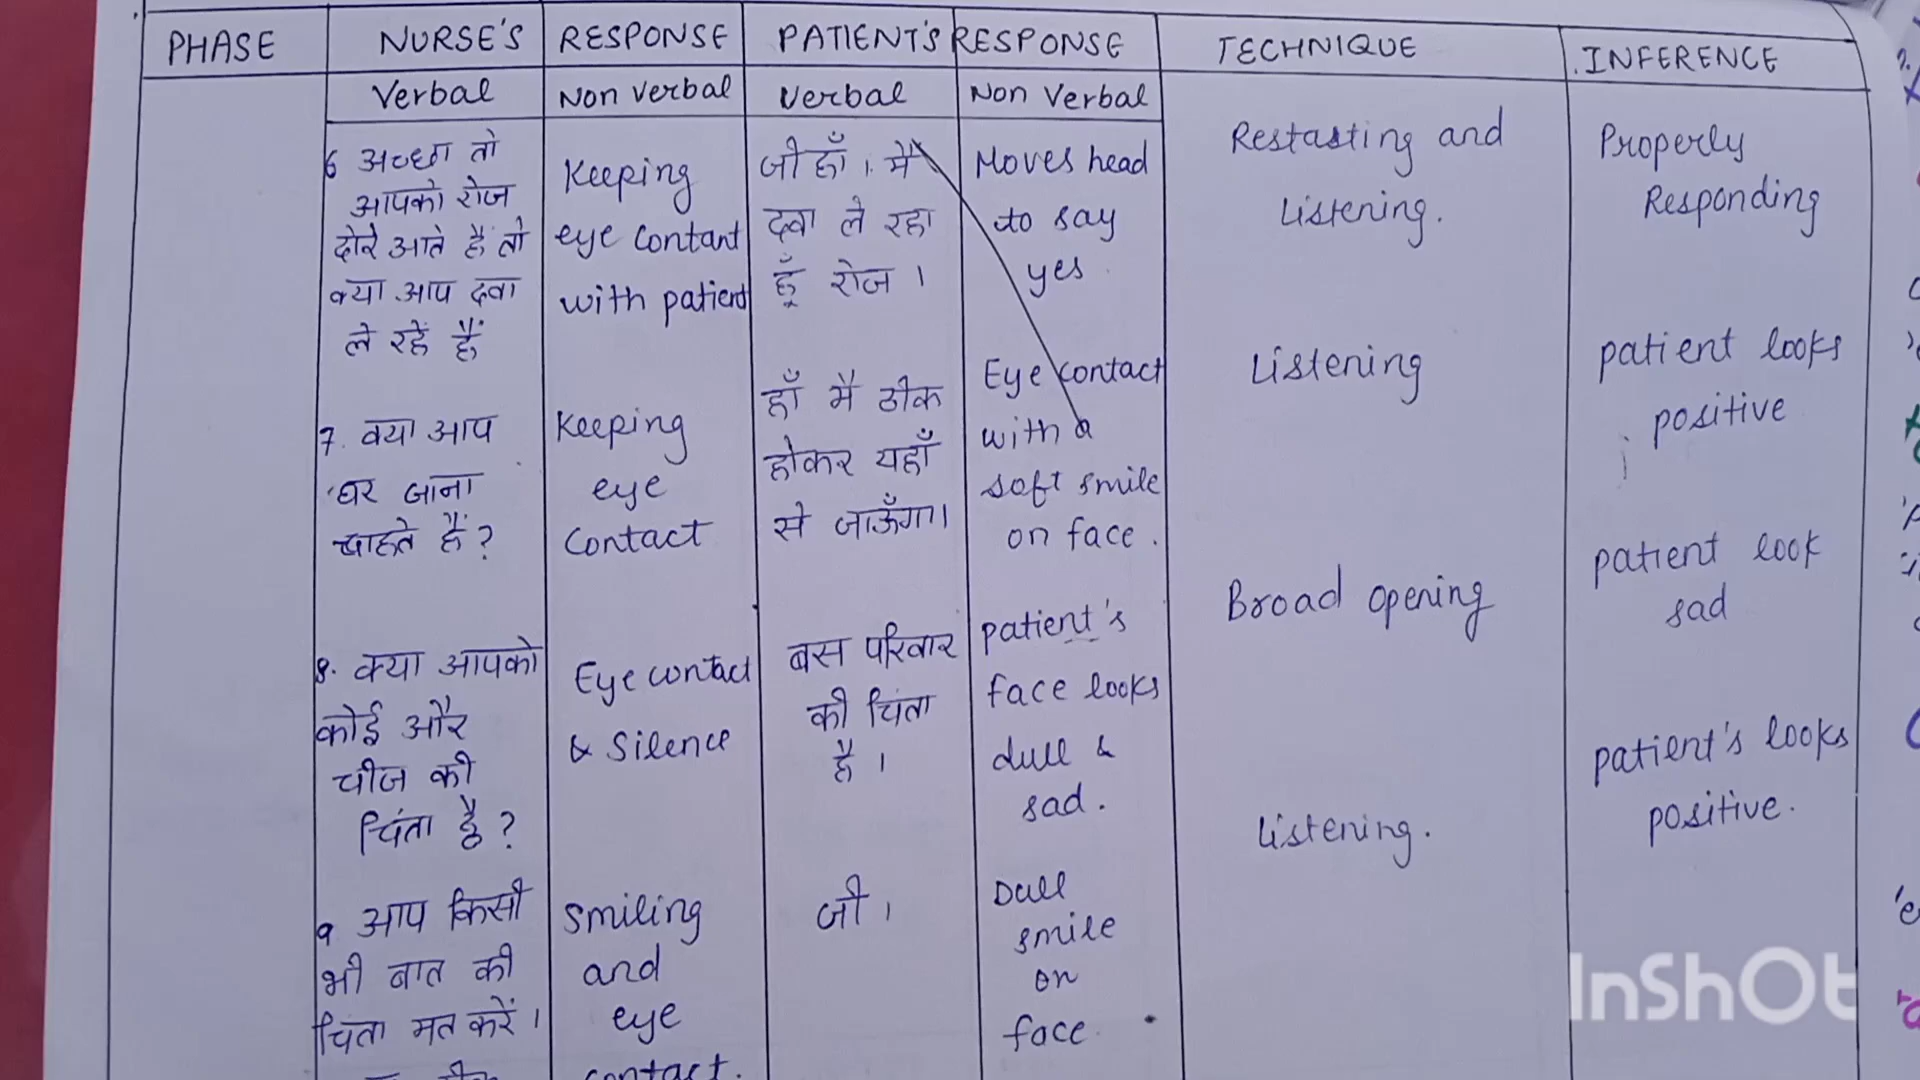 PHASE
NURSE'S RESPONSE
PATIENT'S RESPONSE
TECHNIQUE
INFERENCE
Verbal
Non verbal
Verbal
Non Verbal
6 अच्छा तो
आपको रोज
दोरे आते हैं तो
क्या आप दवा
ले रहें हैं
Keeping
eye contant
with patient
जी हाँ । मैं
दवा ले रहा
हूँ रोज ।
Moves head
to say
yes
Restasting and
Listening.
Properly
Responding
7. क्या आप
घर जाना
चाहते हैं ?
Keeping
eye
contact
हाँ मै ठीक
होकर यहाँ
से जाऊँगा।
Eye contact
with a
soft smile
on face.
Listening
patient looks
positive
8. क्या आपको
कोई और
चीज की
चिंता है ?
Eye contact
& Silence
बस परिवार
की चिंता
है ।
patient's
face looks
dull &
sad.
Broad opening
patient look
sad
9 आप किसी
भी बात की
चिंता मत करें ।
Smiling
and
eye
contact.
जी ।
Dull
smile
on
face.
Listening.
patient's looks
positive.
InShOt